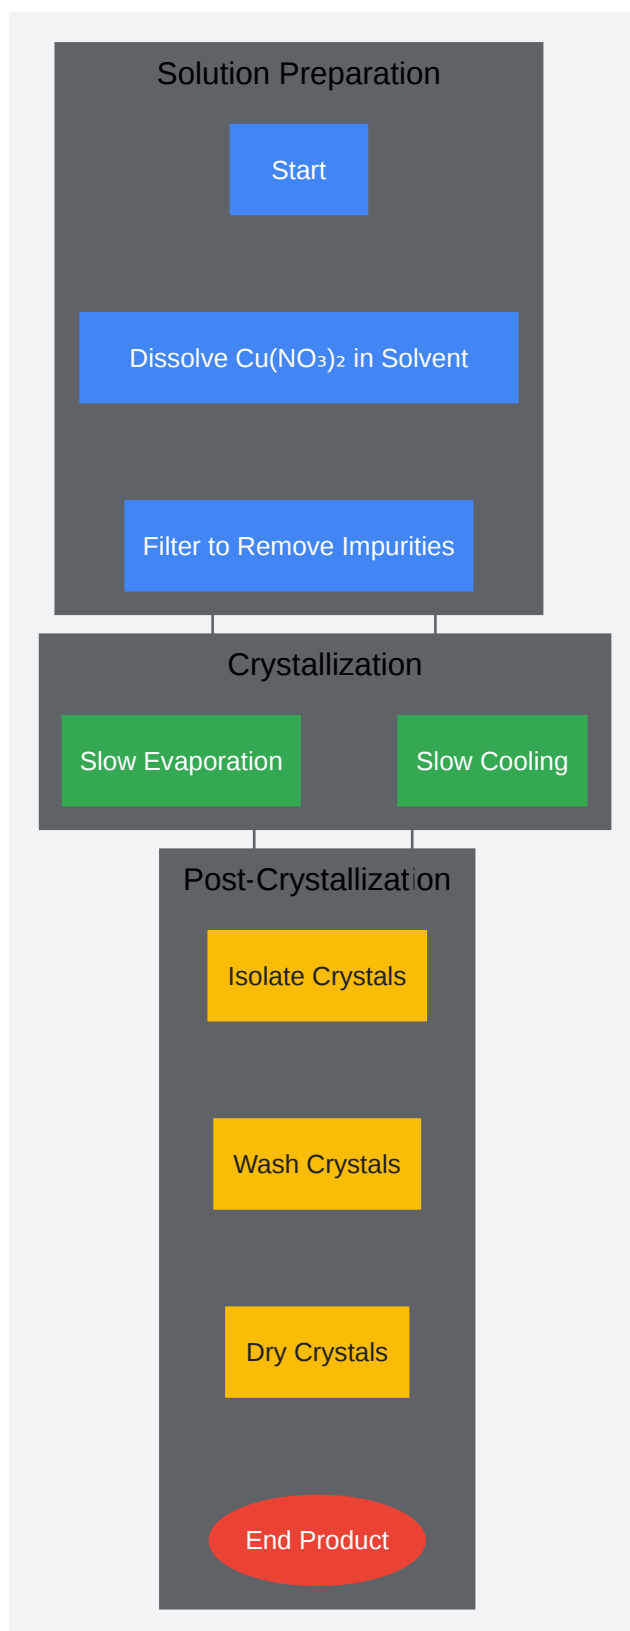 Solution Preparation
Start
Dissolve Cu(NO₃)₂ in Solvent
Filter to Remove Impurities
Crystallization
Slow Evaporation
Slow Cooling
Post-Crystallization
Isolate Crystals
Wash Crystals
Dry Crystals
End Product